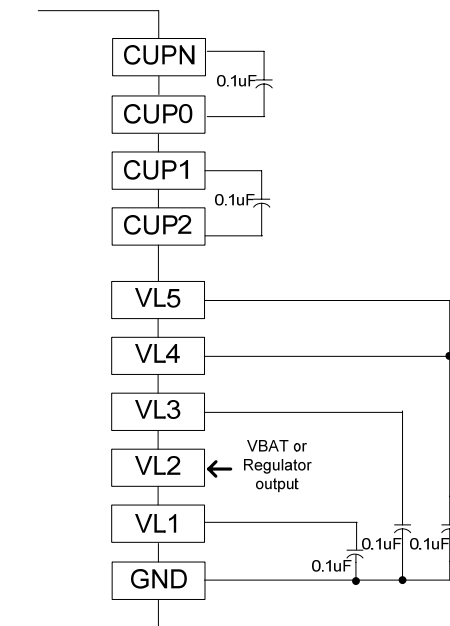 CUPN
0.1uF
CUP0
CUP1
0.1uF
CUP2
VL5
VL4
VL3
VL2
VBAT or
Regulator
output
VL1
0.1uF
0.1uF
0.1uF
GND